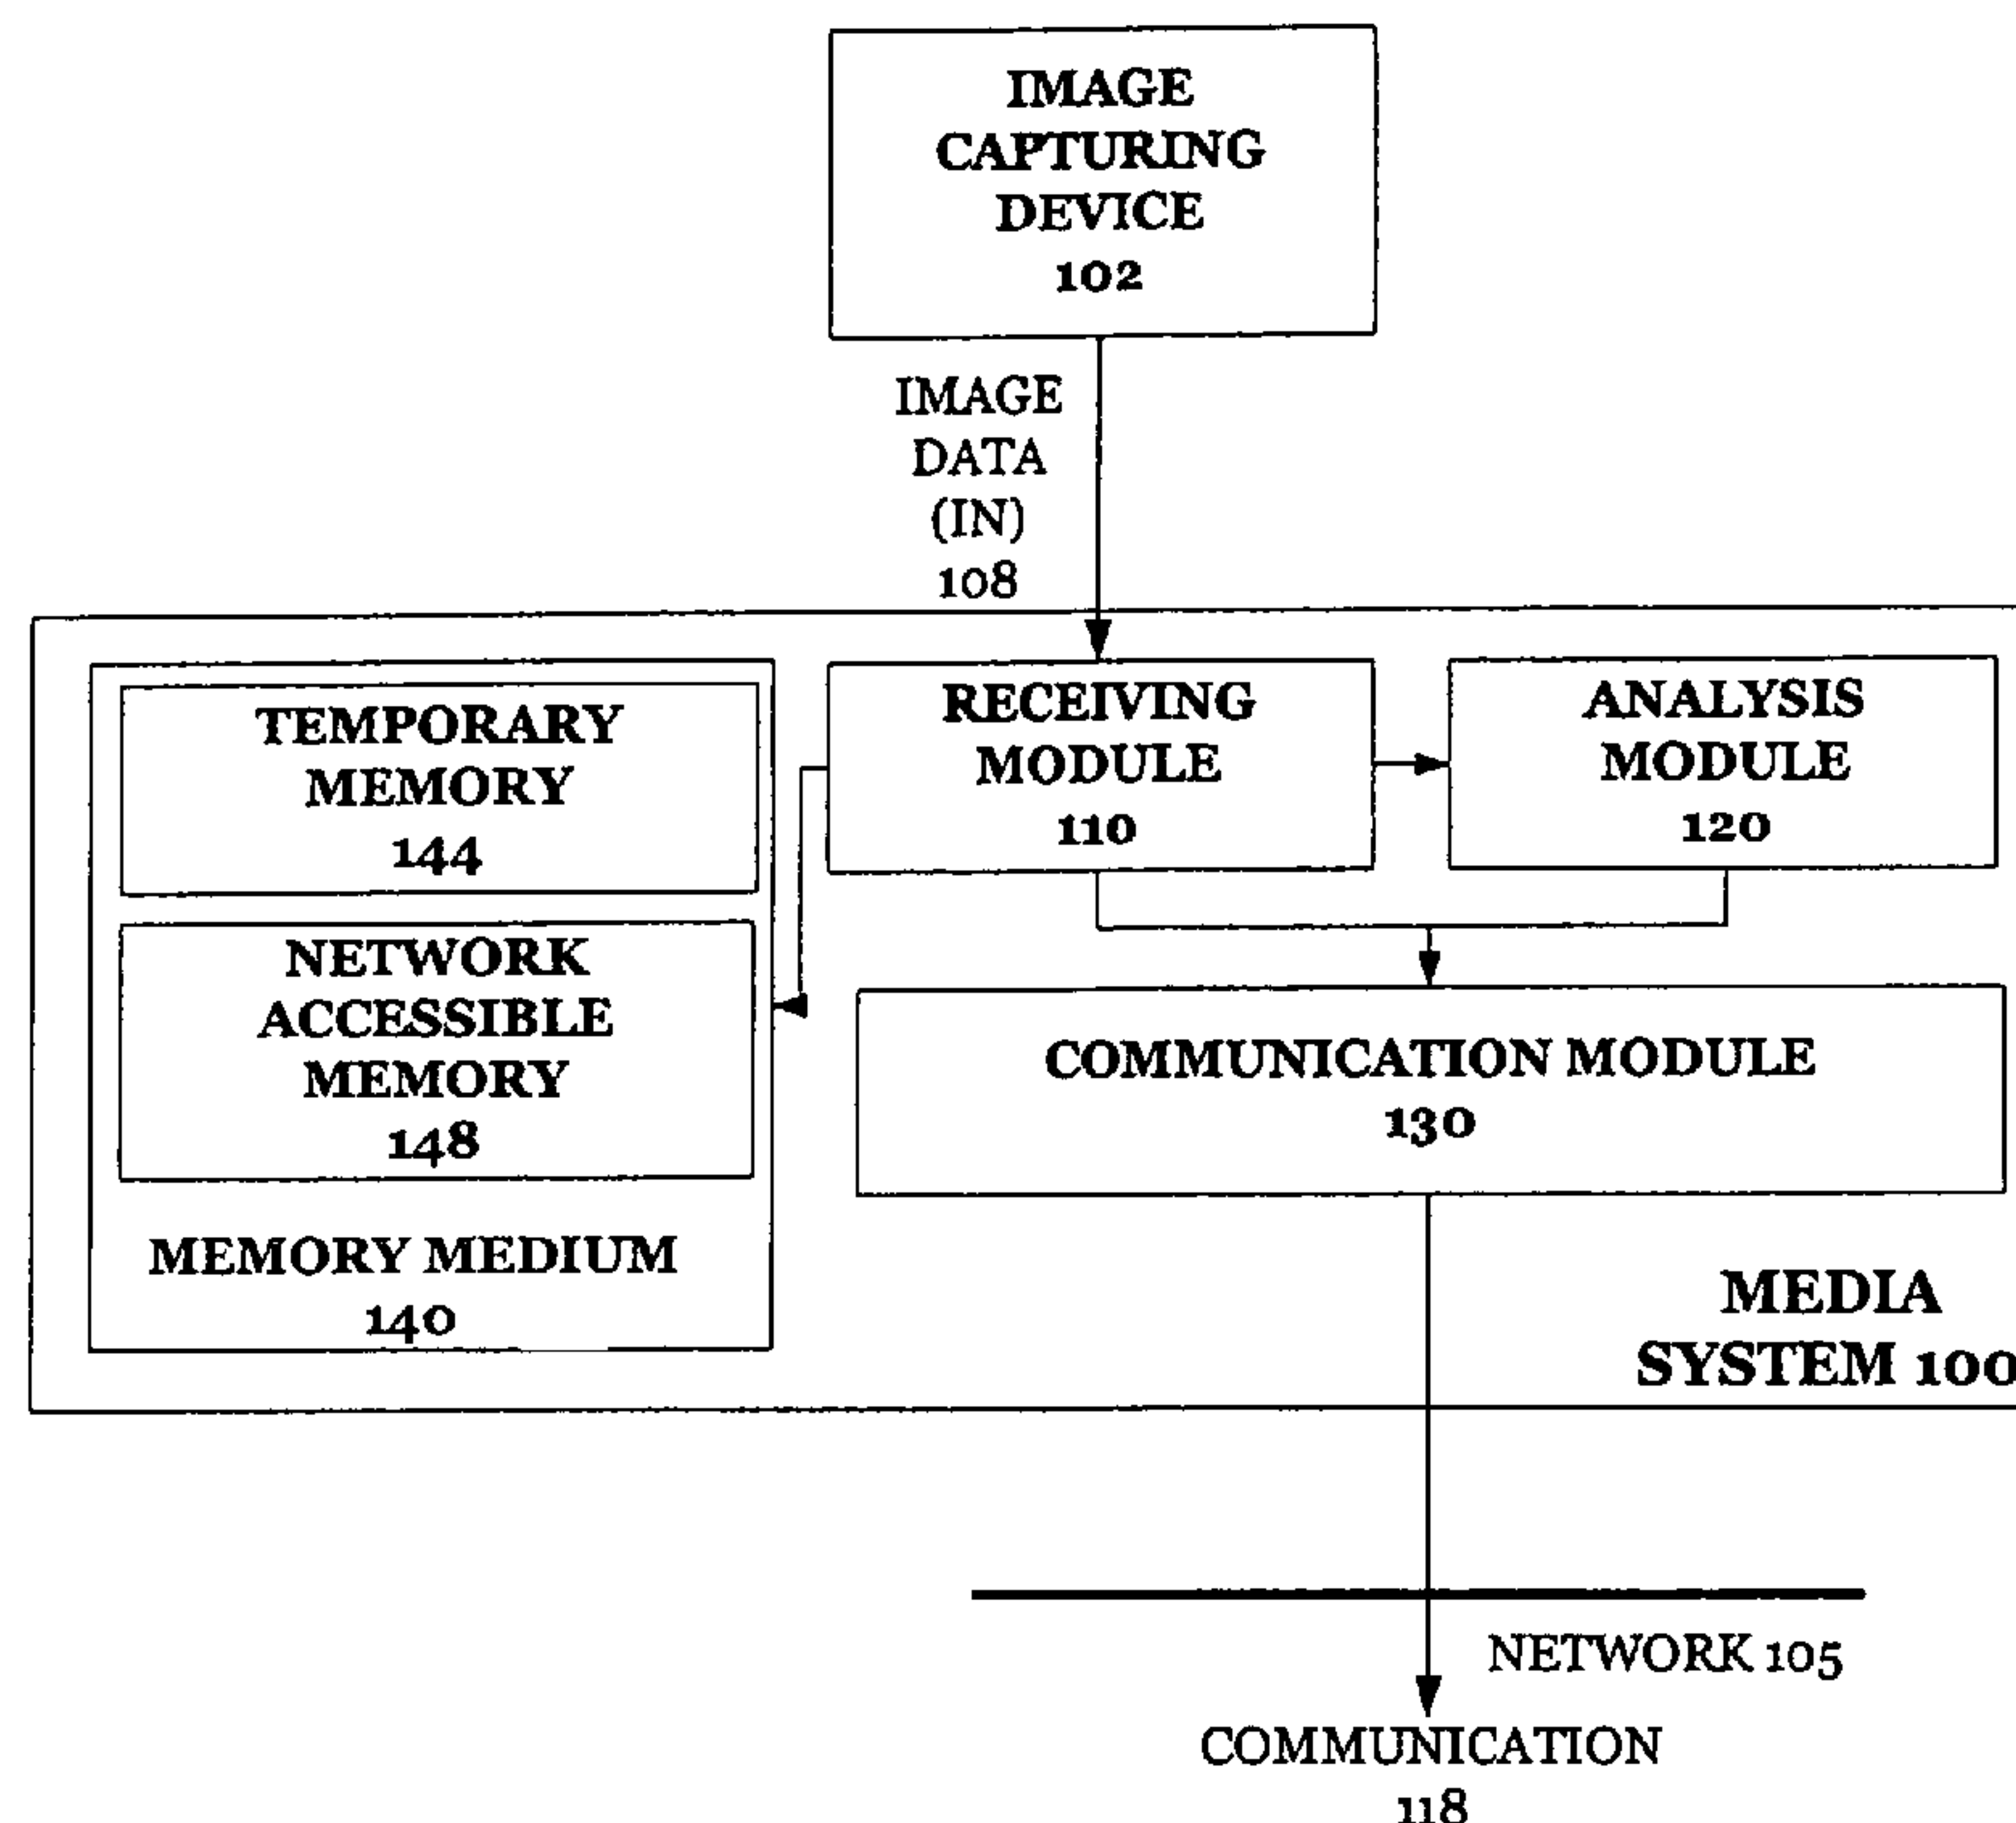 IMAGE
CAPTURING
DEVICE
102
IMAGE
DATA
(IN)
108
TEMPORARY
MEMORY
144
NETWORK
ACCESSIBLE
MEMORY
148
MEMORY MEDIUM
140
RECEIVING
MODULE
110
ANALYSIS
MODULE
120
COMMUNICATION MODULE
130
MEDIA
SYSTEM 100
NETWORK 105
COMMUNICATION
118